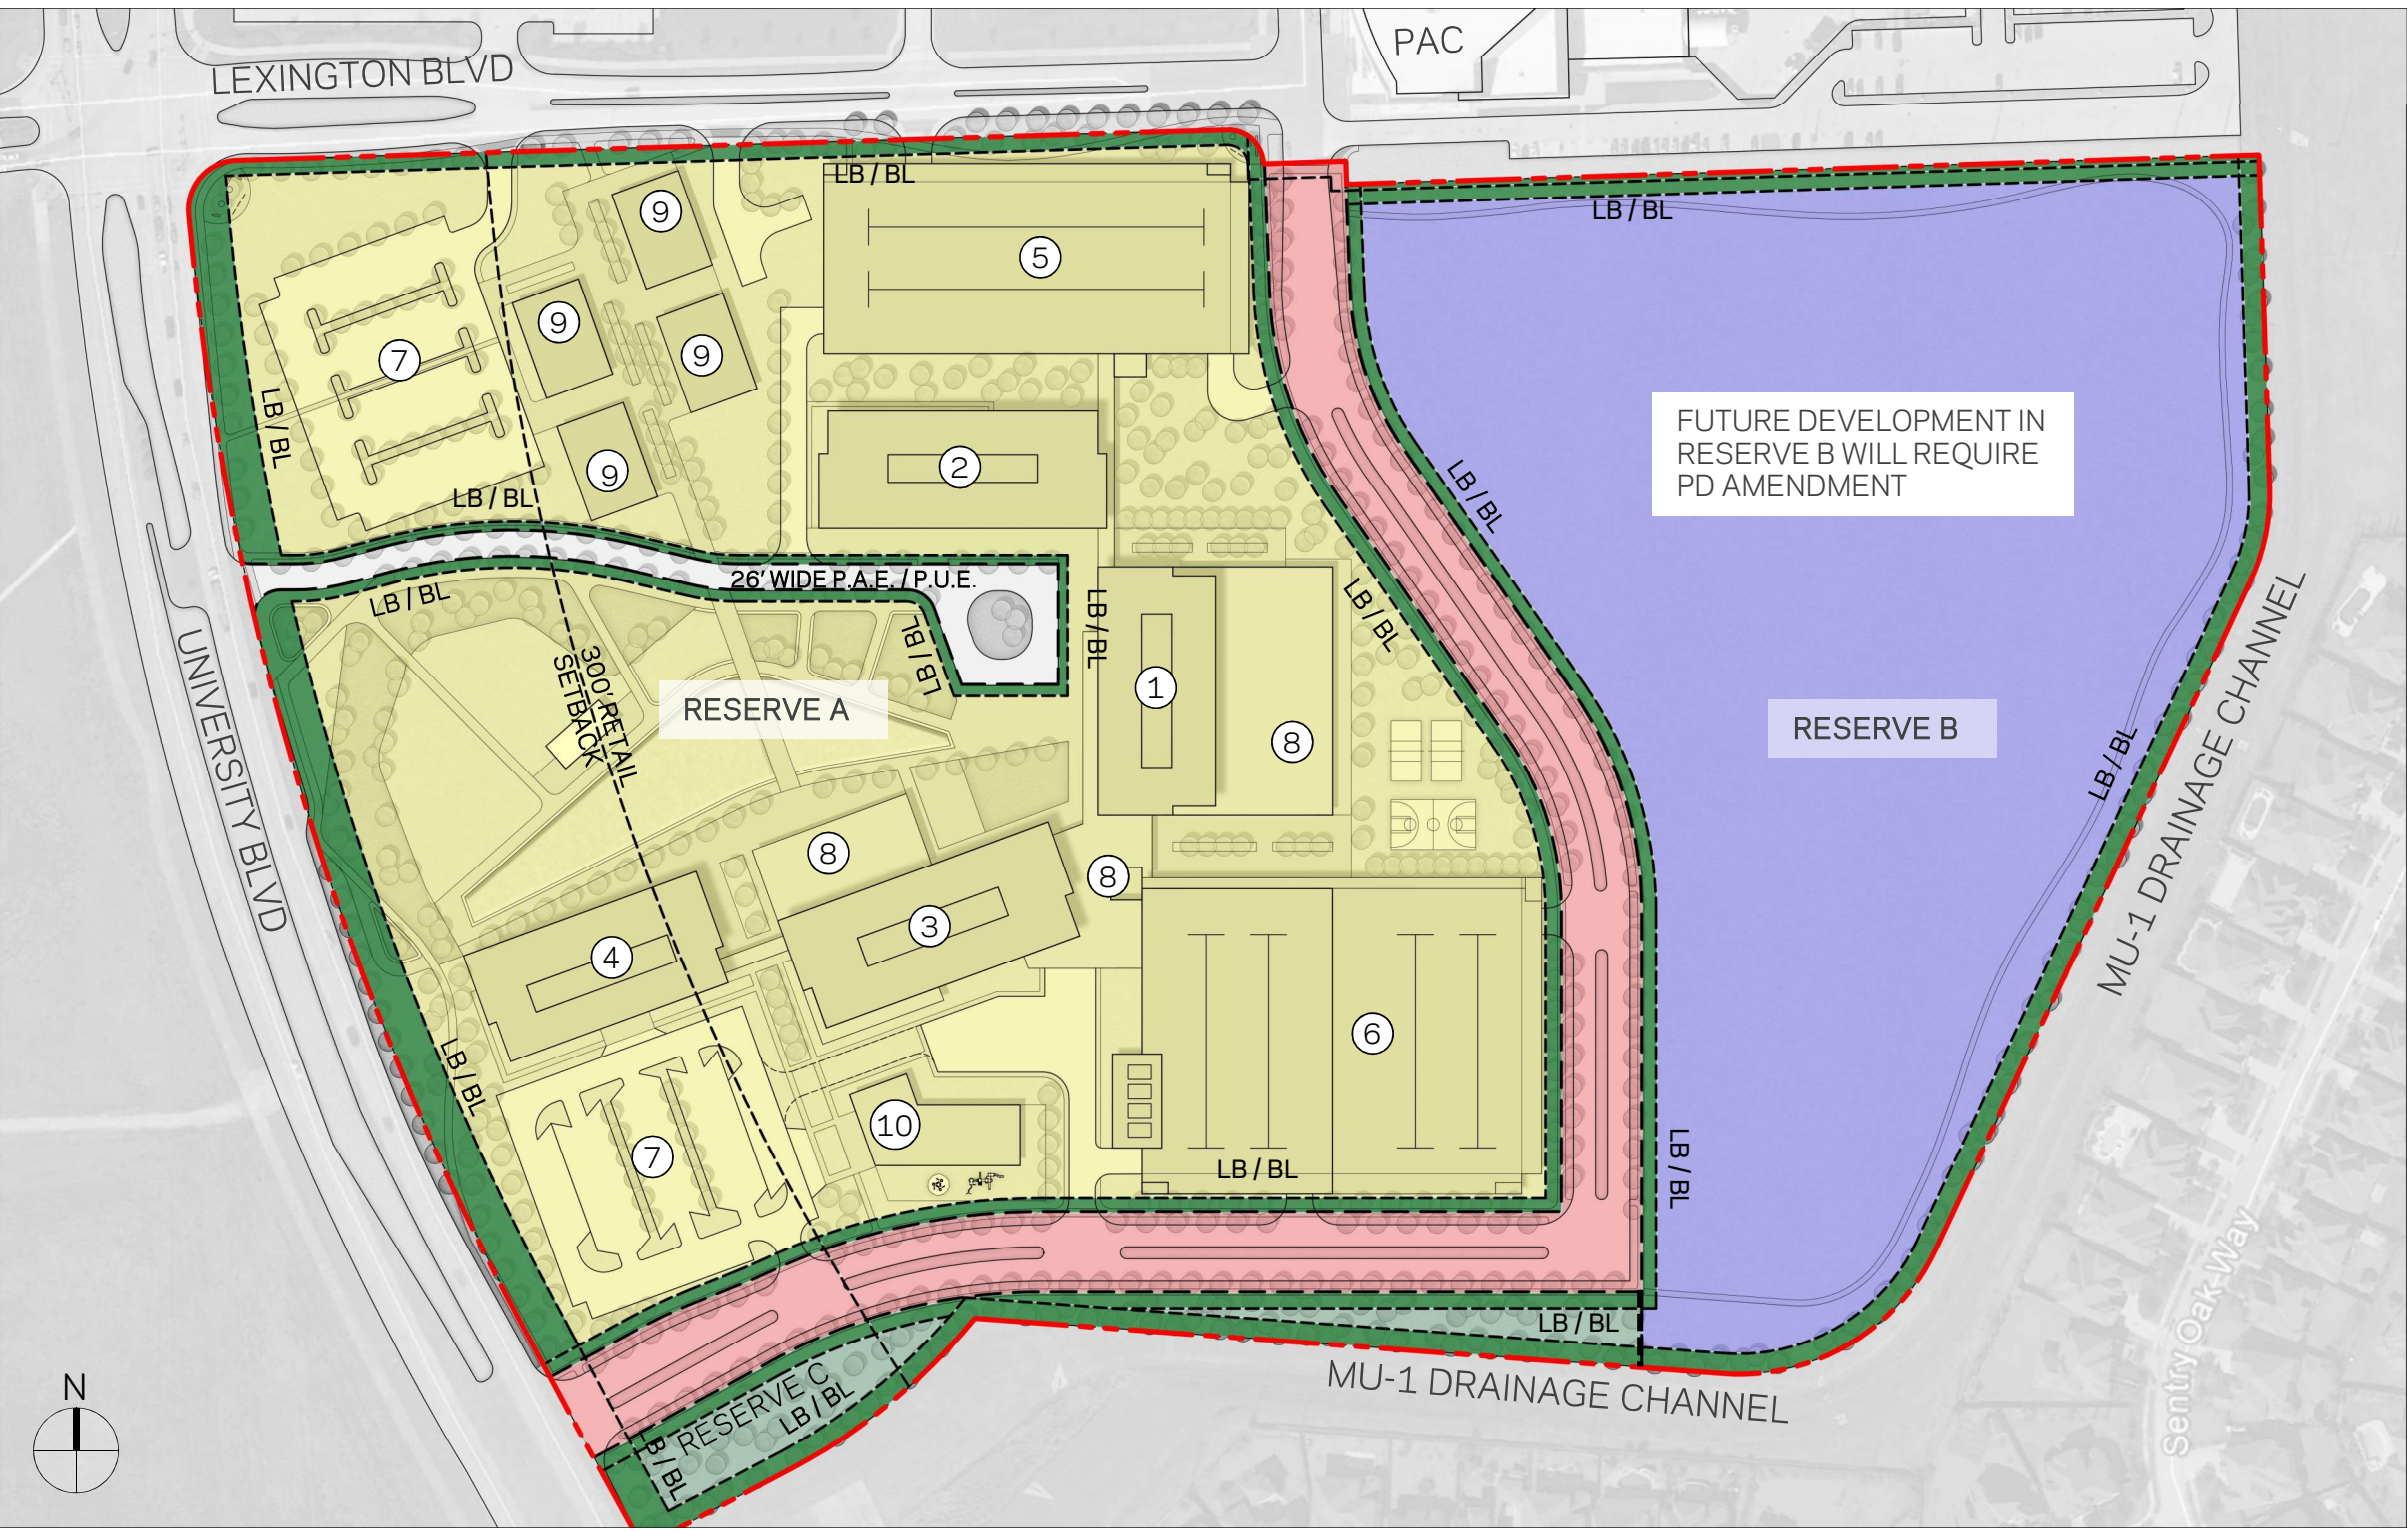 PAC
LEXINGTON BLVD
LB / BL
LB / BL
9
5
9
9
7
LB / BL
FUTURE DEVELOPMENT IN
RESERVE B WILL REQUIRE
PD AMENDMENT
9
2
LB / BL
LB / BL
26' WIDE P.A.E. / P.U.E.
LB / BL
LB / BL
LB / BL
LB / BL
300' RETAIL
SETBACK
RESERVE A
1
8
RESERVE B
UNIVERSITY BLVD
LB / BL
MU-1 DRAINAGE CHANNEL
8
8
3
4
6
LB / BL
7
10
LB / BL
LB / BL
LB / BL
Sentry Oak Way
N
RESERVE C
LB / BL
LB / BL
MU-1 DRAINAGE CHANNEL